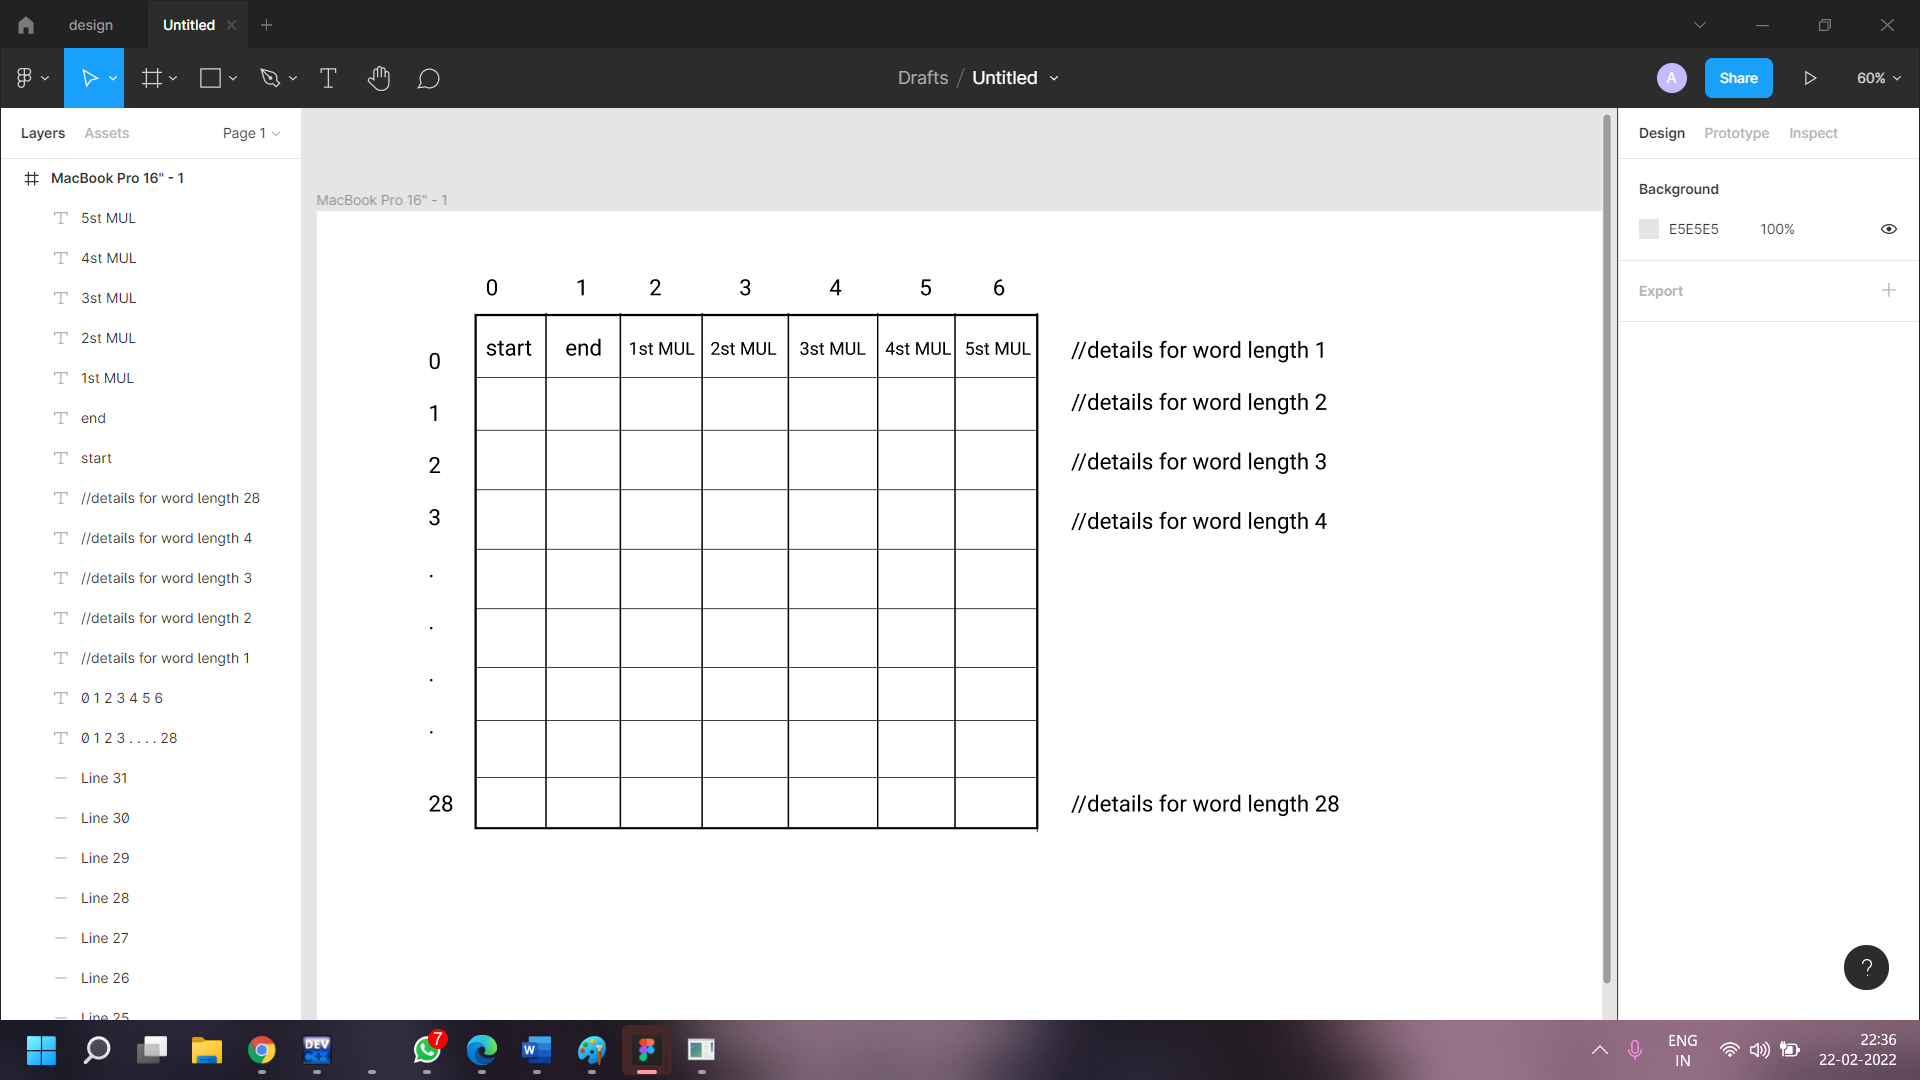 design
Untitled
Drafts / Untitled
A
Share
60%
Layers
Assets
Page 1
MacBook Pro 16" - 1
5st MUL
4st MUL
3st MUL
2st MUL
1st MUL
end
start
//details for word length 28
//details for word length 4
//details for word length 3
//details for word length 2
//details for word length 1
0 1 2 3 4 5 6
0 1 2 3 . . . . 28
Line 31
Line 30
Line 29
Line 28
Line 27
Line 26
Line 25
MacBook Pro 16" - 1
0 1 2 3 4 5 6
0 start end 1st MUL 2st MUL 3st MUL 4st MUL 5st MUL //details for word length 1
1 //details for word length 2
2 //details for word length 3
3 //details for word length 4
.
.
.
.
28 //details for word length 28
Design
Prototype
Inspect
Background
E5E5E5
100%
Export
?
DEV
C++
7
W
ENG
IN
22:36
22-02-2022